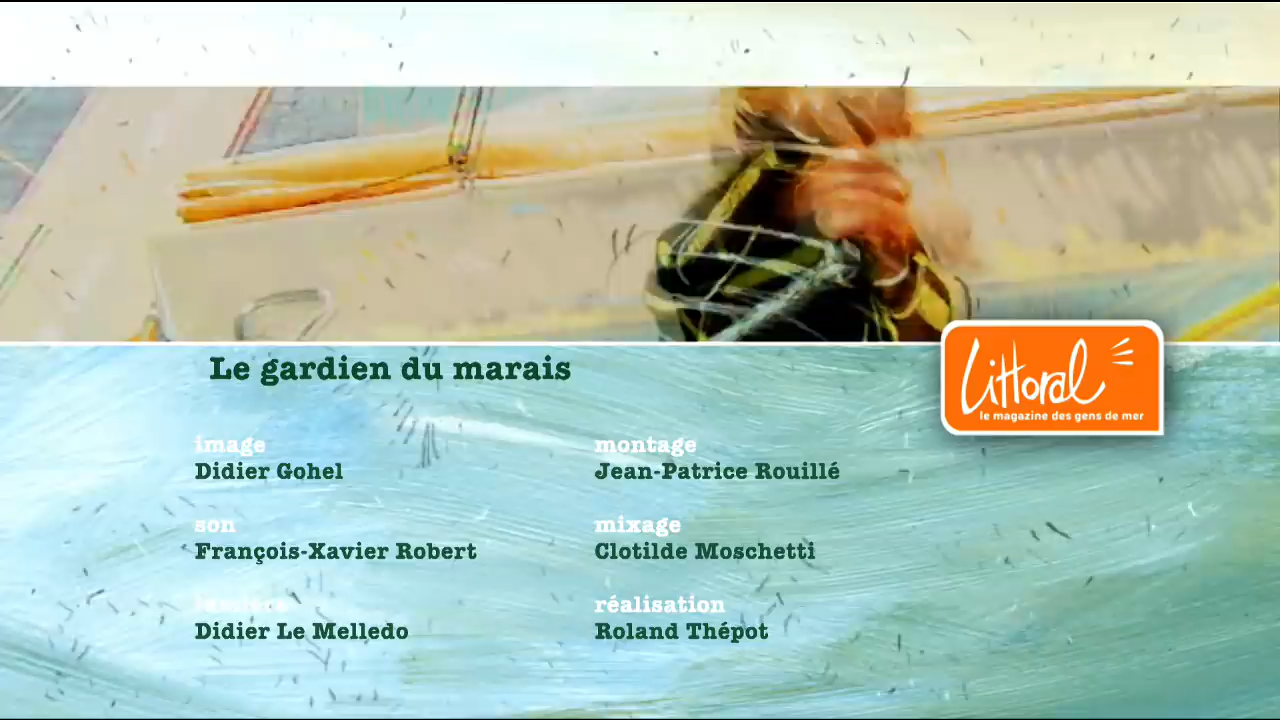 Le gardien du marais
Littoral
le magazine des gens de mer
image
Didier Gohel
son
François-Xavier Robert
lumière
Didier Le Melledo
montage
Jean-Patrice Rouillé
mixage
Clotilde Moschetti
réalisation
Roland Thépot